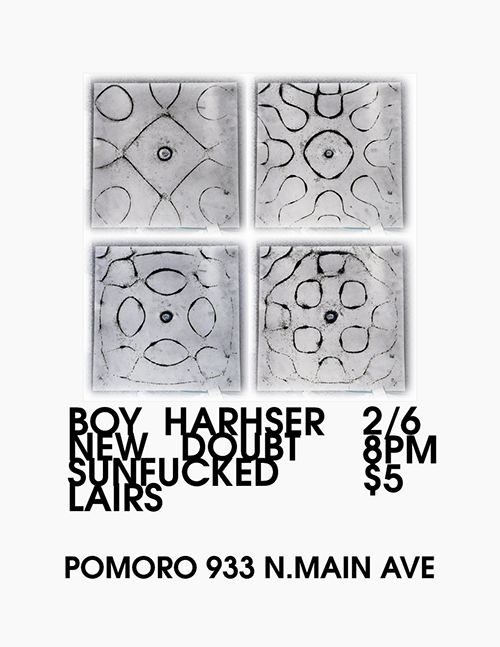 BOY HARHSER 2/6
NEW DOUBT 8PM
SUNFUCKED $5
LAIRS
POMORO 933 N.MAIN AVE